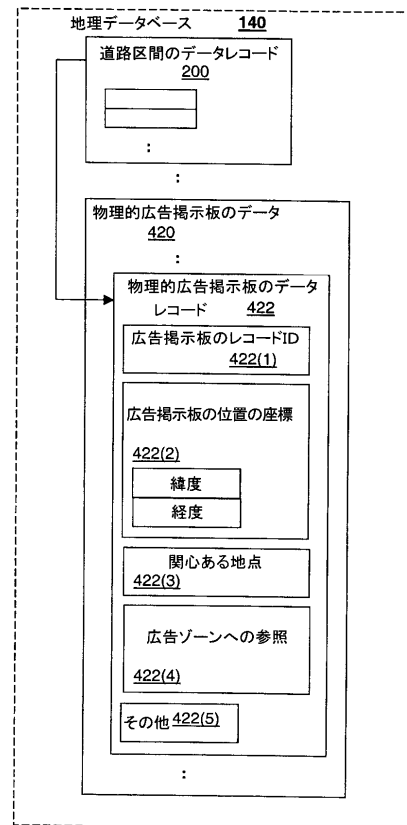 地理データベース 140
道路区間のデータレコード
200
:
:
物理的広告掲示板のデータ
420
:
物理的広告掲示板のデータ
レコード 422
広告掲示板のレコードID
422(1)
広告掲示板の位置の座標
422(2)
緯度
経度
関心ある地点
422(3)
広告ゾーンへの参照
422(4)
その他 422(5)
: